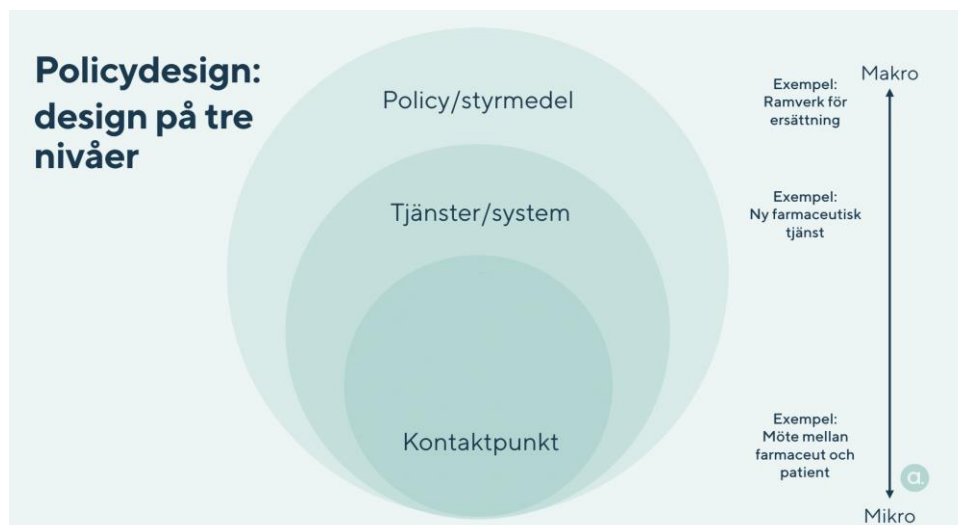 Policydesign:
design på tre
nivåer
Policy/styrmedel
Tjänster/system
Kontaktpunkt
Makro
Exempel:
Ramverk för
ersättning
Exempel:
Ny farmaceutisk
tjänst
Exempel:
Möte mellan
farmaceut och
patient
a.
Mikro